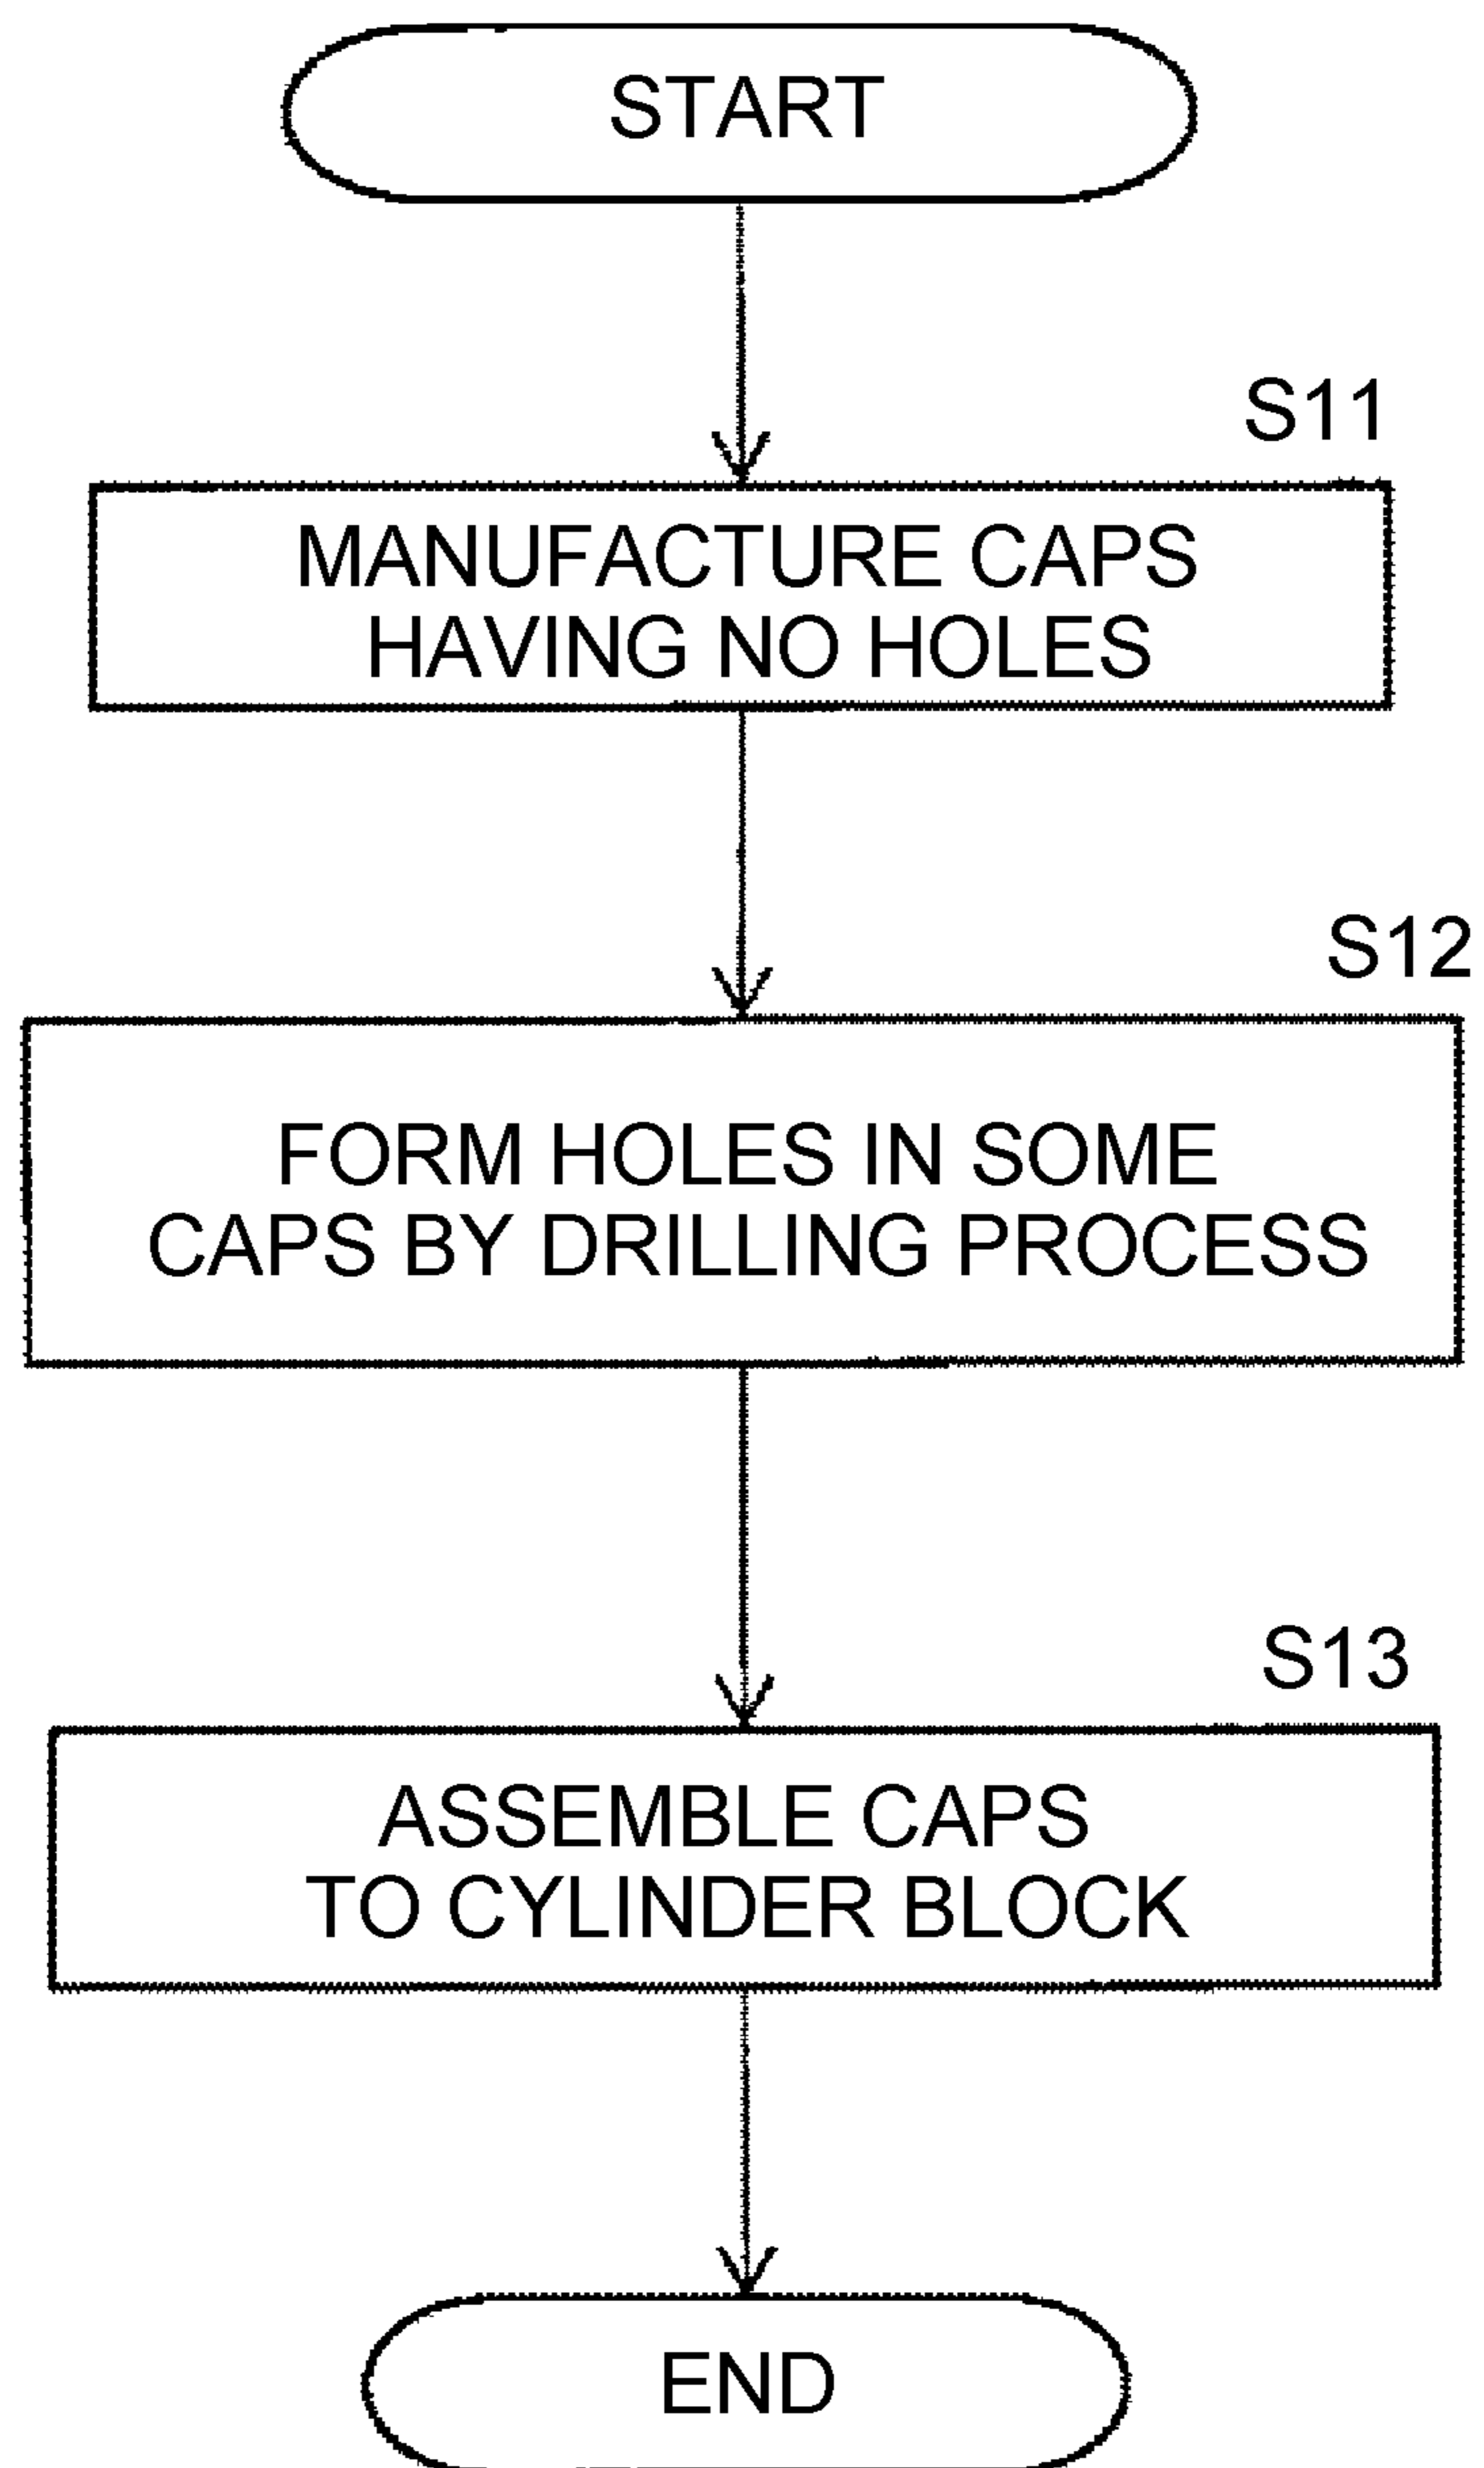 START
S11
MANUFACTURE CAPS
HAVING NO HOLES
S12
FORM HOLES IN SOME
CAPS BY DRILLING PROCESS
S13
ASSEMBLE CAPS
TO CYLINDER BLOCK
END